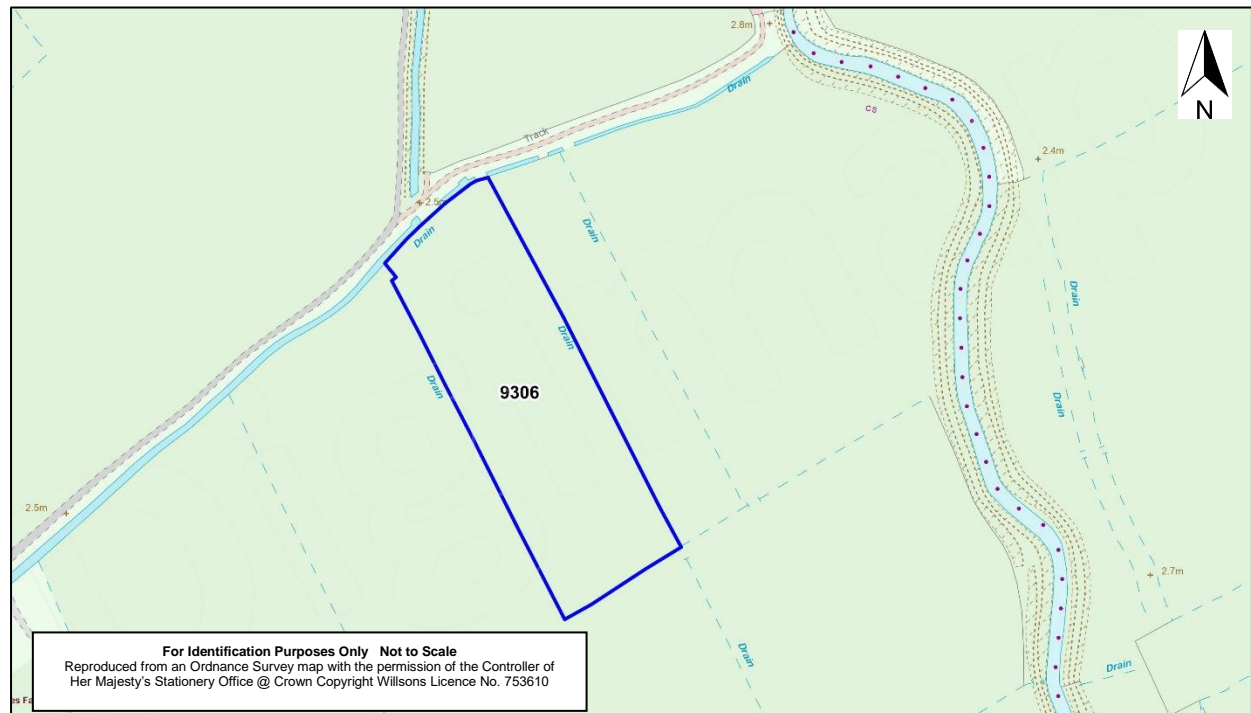 2.8m
N
Drain
Track
CS
2.4m
2.5m
Drain
Drain
Drain
Drain
Drain
Drain
9306
2.5m
2.7m
Drain
Drain
For Identification Purposes Only Not to Scale
Reproduced from an Ordnance Survey map with the permission of the Controller of
Her Majesty's Stationery Office @ Crown Copyright Willsons Licence No. 753610